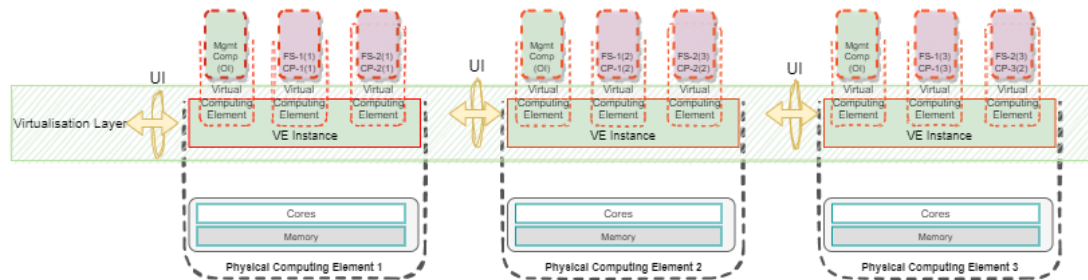 Mgmt
Comp
(OI)
FS-1(1)
CP-1(1)
FS-2(1)
CP-2(1)
Mgmt
Comp
(OI)
FS-1(2)
CP-1(2)
FS-2(3)
CP-2(2)
Mgmt
Comp
(OI)
FS-1(3)
CP-1(3)
FS-2(3)
CP-3(2)
UI
UI
UI
Virtual
Computing
Element
Virtual
Computing
Element
Virtual
Computing
Element
Virtual
Computing
Element
Virtual
Computing
Element
Virtual
Computing
Element
Virtual
Computing
Element
Virtual
Computing
Element
Virtual
Computing
Element
Virtualisation Layer
VE Instance
VE Instance
VE Instance
Cores
Memory
Cores
Memory
Cores
Memory
Physical Computing Element 1
Physical Computing Element 2
Physical Computing Element 3